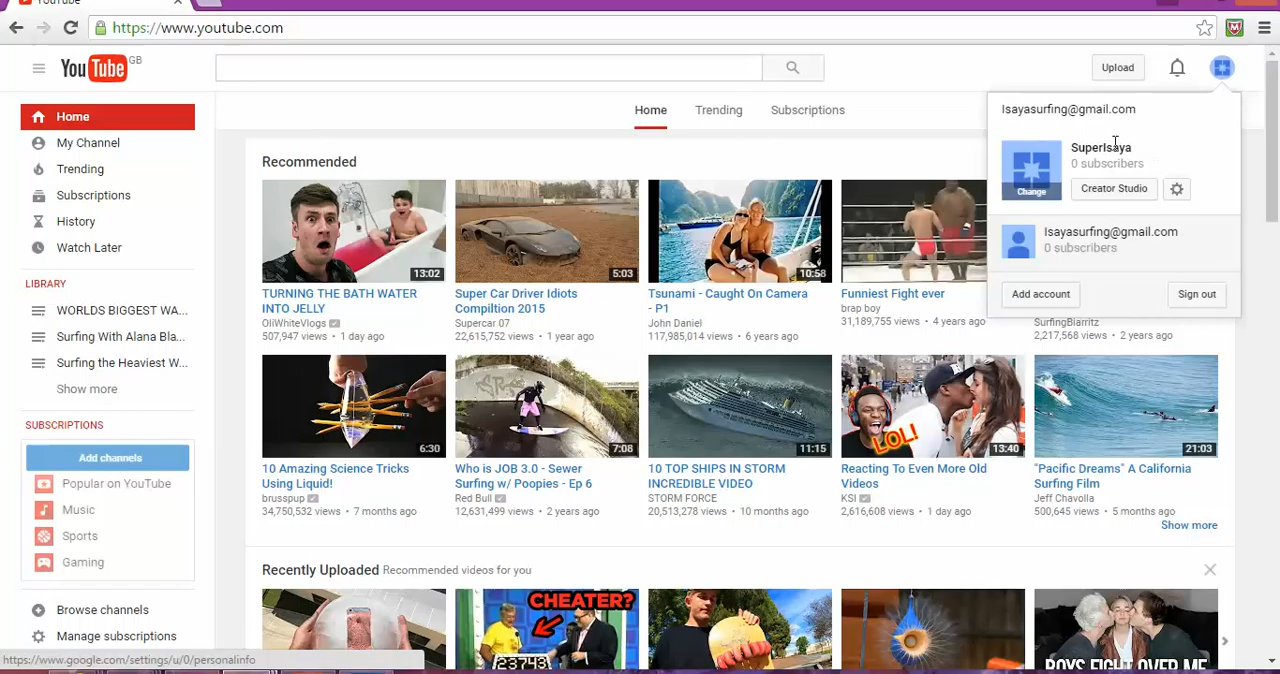 YouTube
https://www.youtube.com
YouTube GB
Upload
Home
My Channel
Trending
Subscriptions
History
Watch Later
LIBRARY
WORLDS BIGGEST WA...
Surfing With Alana Bla...
Surfing the Heaviest W...
Show more
SUBSCRIPTIONS
Add channels
Popular on YouTube
Music
Sports
Gaming
Browse channels
Manage subscriptions
https://www.google.com/settings/u/0/personalinfo
Home Trending Subscriptions
Isayasurfing@gmail.com
SuperIsaya
0 subscribers
Change
Creator Studio
Isayasurfing@gmail.com
0 subscribers
Add account Sign out
Recommended
13:02
TURNING THE BATH WATER
INTO JELLY
OliWhiteVlogs
507,947 views • 1 day ago
5:03
Super Car Driver Idiots
Compiltion 2015
Supercar 07
22,615,752 views • 1 year ago
10:58
Tsunami - Caught On Camera
- P1
John Daniel
117,985,014 views • 6 years ago
Funniest Fight ever
brap boy
31,189,755 views • 4 years ago
SurfingBiarritz
2,217,568 views • 2 years ago
6:30
10 Amazing Science Tricks
Using Liquid!
brusspup
34,750,532 views • 7 months ago
7:08
Who is JOB 3.0 - Sewer
Surfing w/ Poopies - Ep 6
Red Bull
12,631,499 views • 2 years ago
11:15
10 TOP SHIPS IN STORM
INCREDIBLE VIDEO
STORM FORCE
20,513,278 views • 10 months ago
LOL!
13:40
Reacting To Even More Old
Videos
KSI
2,616,608 views • 1 day ago
21:03
"Pacific Dreams" A California
Surfing Film
Jeff Chavolla
500,645 views • 5 months ago
Show more
Recently Uploaded Recommended videos for you
CHEATER?
23743
BOYS FIGHT OVER ME